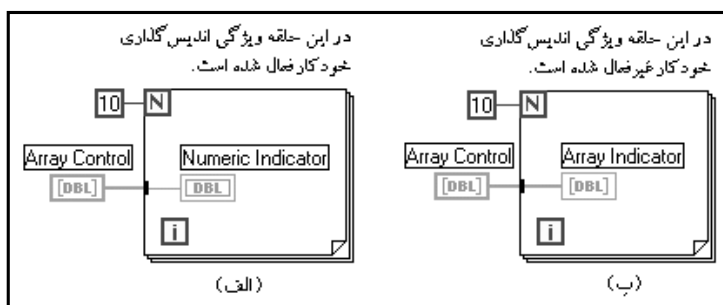 در این حلقه ویژگی اندیس‌گذاری
خودکار غیرفعال شده است.
10
N
Array Control
Array Indicator
[DBL]
[DBL]
i
(ب)
در این حلقه ویژگی اندیس‌گذاری
خودکار فعال شده است.
10
N
Array Control
Numeric Indicator
[DBL]
DBL
i
(الف)